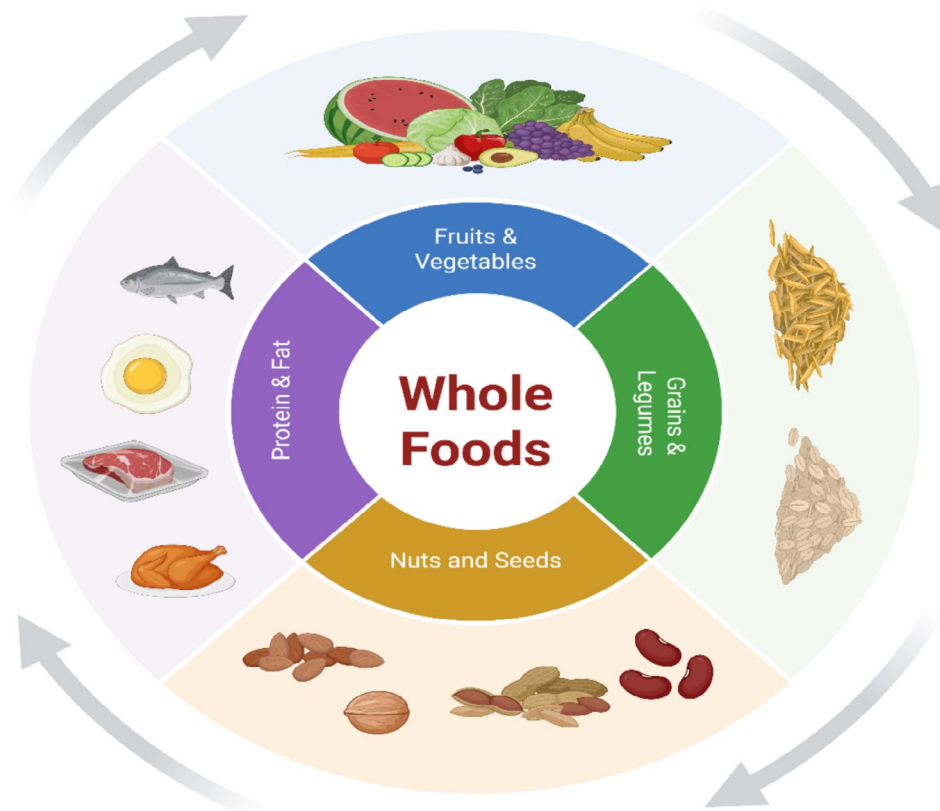 Fruits &
Vegetables
Protein & Fat
Whole
Foods
Grains &
Legumes
Nuts and Seeds